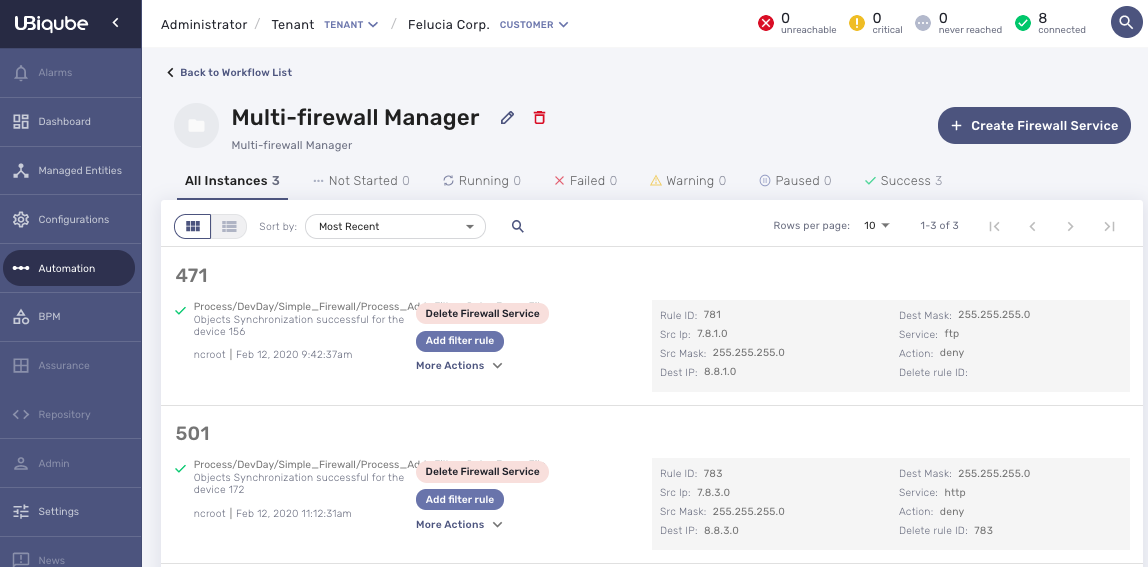 UBiqube
Administrator / Tenant TENANT / Felucia Corp. CUSTOMER
0 unreachable
0 critical
0 never reached
8 connected
Alarms
Dashboard
Managed Entities
Configurations
Automation
BPM
Assurance
Repository
Admin
Settings
News
Back to Workflow List
Multi-firewall Manager
Multi-firewall Manager
+ Create Firewall Service
All Instances 3
Not Started 0
Running 0
Failed 0
Warning 0
Paused 0
Success 3
Sort by: Most Recent
Rows per page: 10
1-3 of 3
471
Process/DevDay/Simple_Firewall/Process_Ad
Objects Synchronization successful for the
device 156
ncroot | Feb 12, 2020 9:42:37am
Delete Firewall Service
Add filter rule
More Actions
Rule ID: 781
Src Ip: 7.8.1.0
Src Mask: 255.255.255.0
Dest IP: 8.8.1.0
Dest Mask: 255.255.255.0
Service: ftp
Action: deny
Delete rule ID:
501
Process/DevDay/Simple_Firewall/Process_Ad
Objects Synchronization successful for the
device 172
ncroot | Feb 12, 2020 11:12:31am
Delete Firewall Service
Add filter rule
More Actions
Rule ID: 783
Src Ip: 7.8.3.0
Src Mask: 255.255.255.0
Dest IP: 8.8.3.0
Dest Mask: 255.255.255.0
Service: http
Action: deny
Delete rule ID: 783